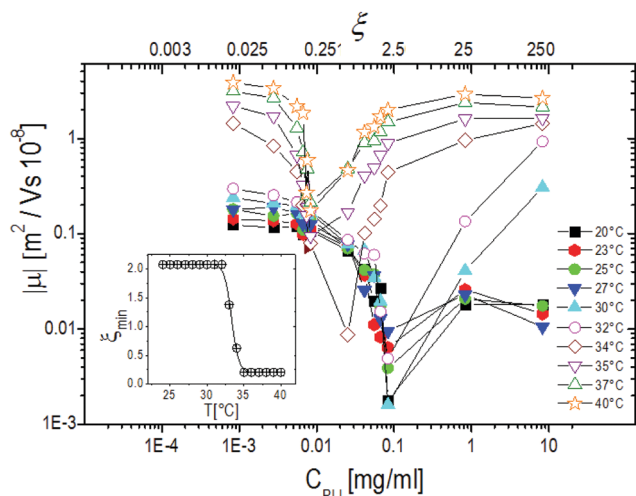 ξ
0.003 0.025 0.25 2.5 25 250
|μ| [m² / Vs 10⁻⁸]
1
0.1
0.01
1E-3
20°C
23°C
25°C
27°C
30°C
32°C
34°C
35°C
37°C
40°C
ξmin
2.0
1.5
1.0
0.5
0.0
25 30 35 40
T[°C]
1E-4 1E-3 0.01 0.1 1 10
C [mg/ml]